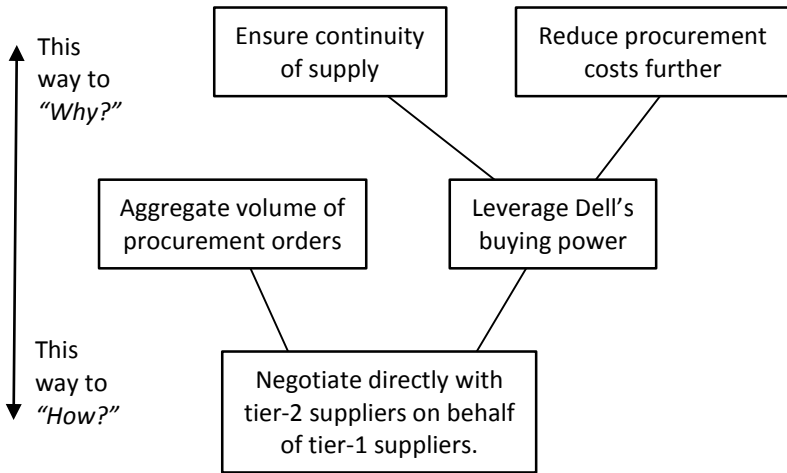 This
way to
“Why?”
Ensure continuity
of supply
Reduce procurement
costs further
Aggregate volume of
procurement orders
Leverage Dell’s
buying power
This
way to
“How?”
Negotiate directly with
tier-2 suppliers on behalf
of tier-1 suppliers.